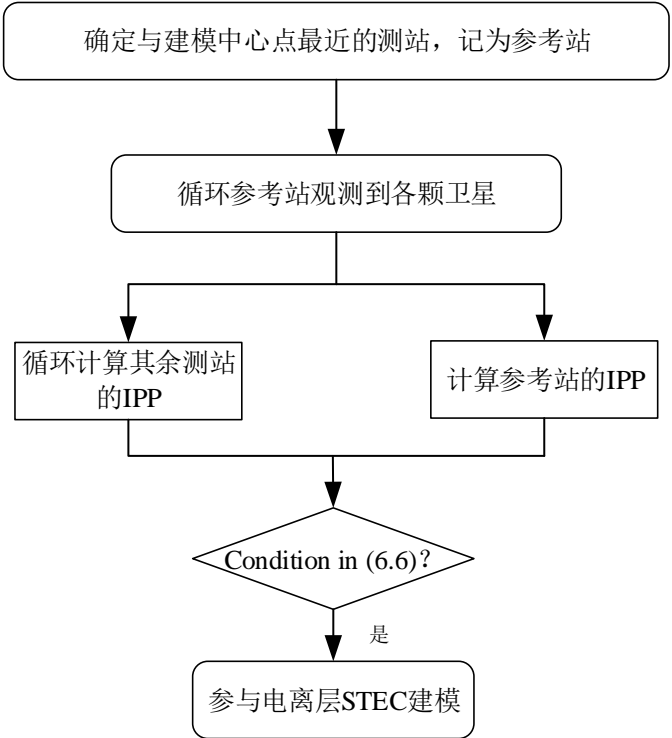 确定与建模中心点最近的测站，记为参考站
循环参考站观测到各颗卫星
循环计算其余测站
的IPP
计算参考站的IPP
Condition in (6.6)？
是
参与电离层STEC建模